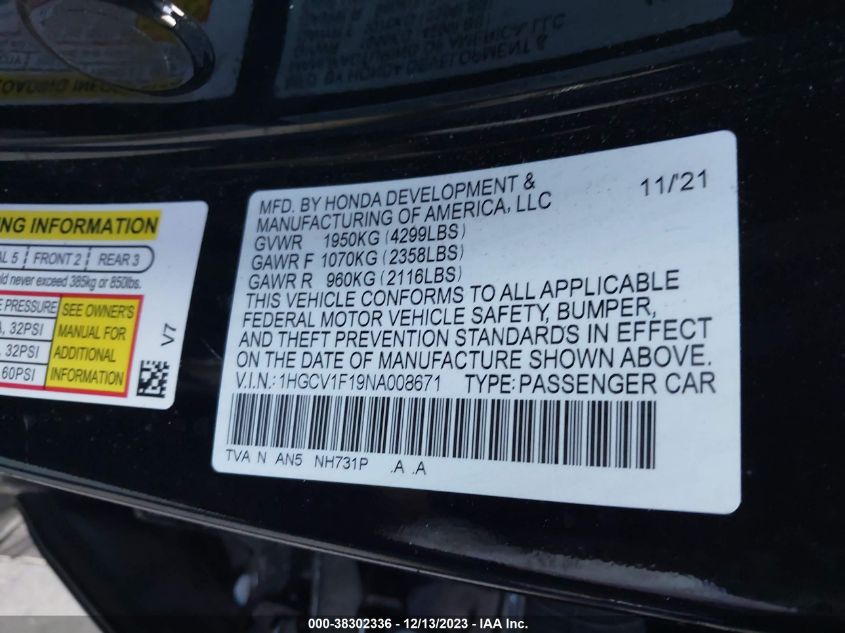 MFD. BY HONDA DEVELOPMENT & 11/'21
MANUFACTURING OF AMERICA, LLC
GVWR 1950KG (4299LBS)
GAWR F 1070KG (2358LBS)
GAWR R 960KG (2116LBS)
THIS VEHICLE CONFORMS TO ALL APPLICABLE
FEDERAL MOTOR VEHICLE SAFETY, BUMPER,
AND THEFT PREVENTION STANDARDS IN EFFECT
ON THE DATE OF MANUFACTURE SHOWN ABOVE.
V.I.N.:1HGCV1F19NA008671 TYPE:PASSENGER CAR
TVA N AN5 NH731P .A .A
INFORMATION
5 FRONT 2 REAR 3
never exceed 385kg or 850lbs.
PRESSURE
32PSI
32PSI
60PSI
SEE OWNER'S
MANUAL FOR
ADDITIONAL
INFORMATION
V7
000-38302336 - 12/13/2023 - IAA Inc.